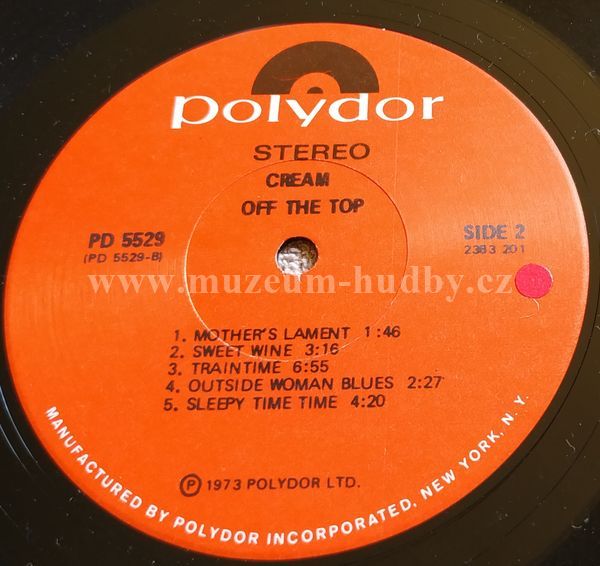 polydor
STEREO
CREAM
OFF THE TOP
PD 5529
(PD 5529-B)
SIDE 2
2383 201
www.muzeum-hudby.cz
1. MOTHER'S LAMENT 1:46
2. SWEET WINE 3:16
3. TRAINTIME 6:55
4. OUTSIDE WOMAN BLUES 2:27
5. SLEEPY TIME TIME 4:20
Ⓟ 1973 POLYDOR LTD.
MANUFACTURED BY POLYDOR INCORPORATED, NEW YORK, N.Y.